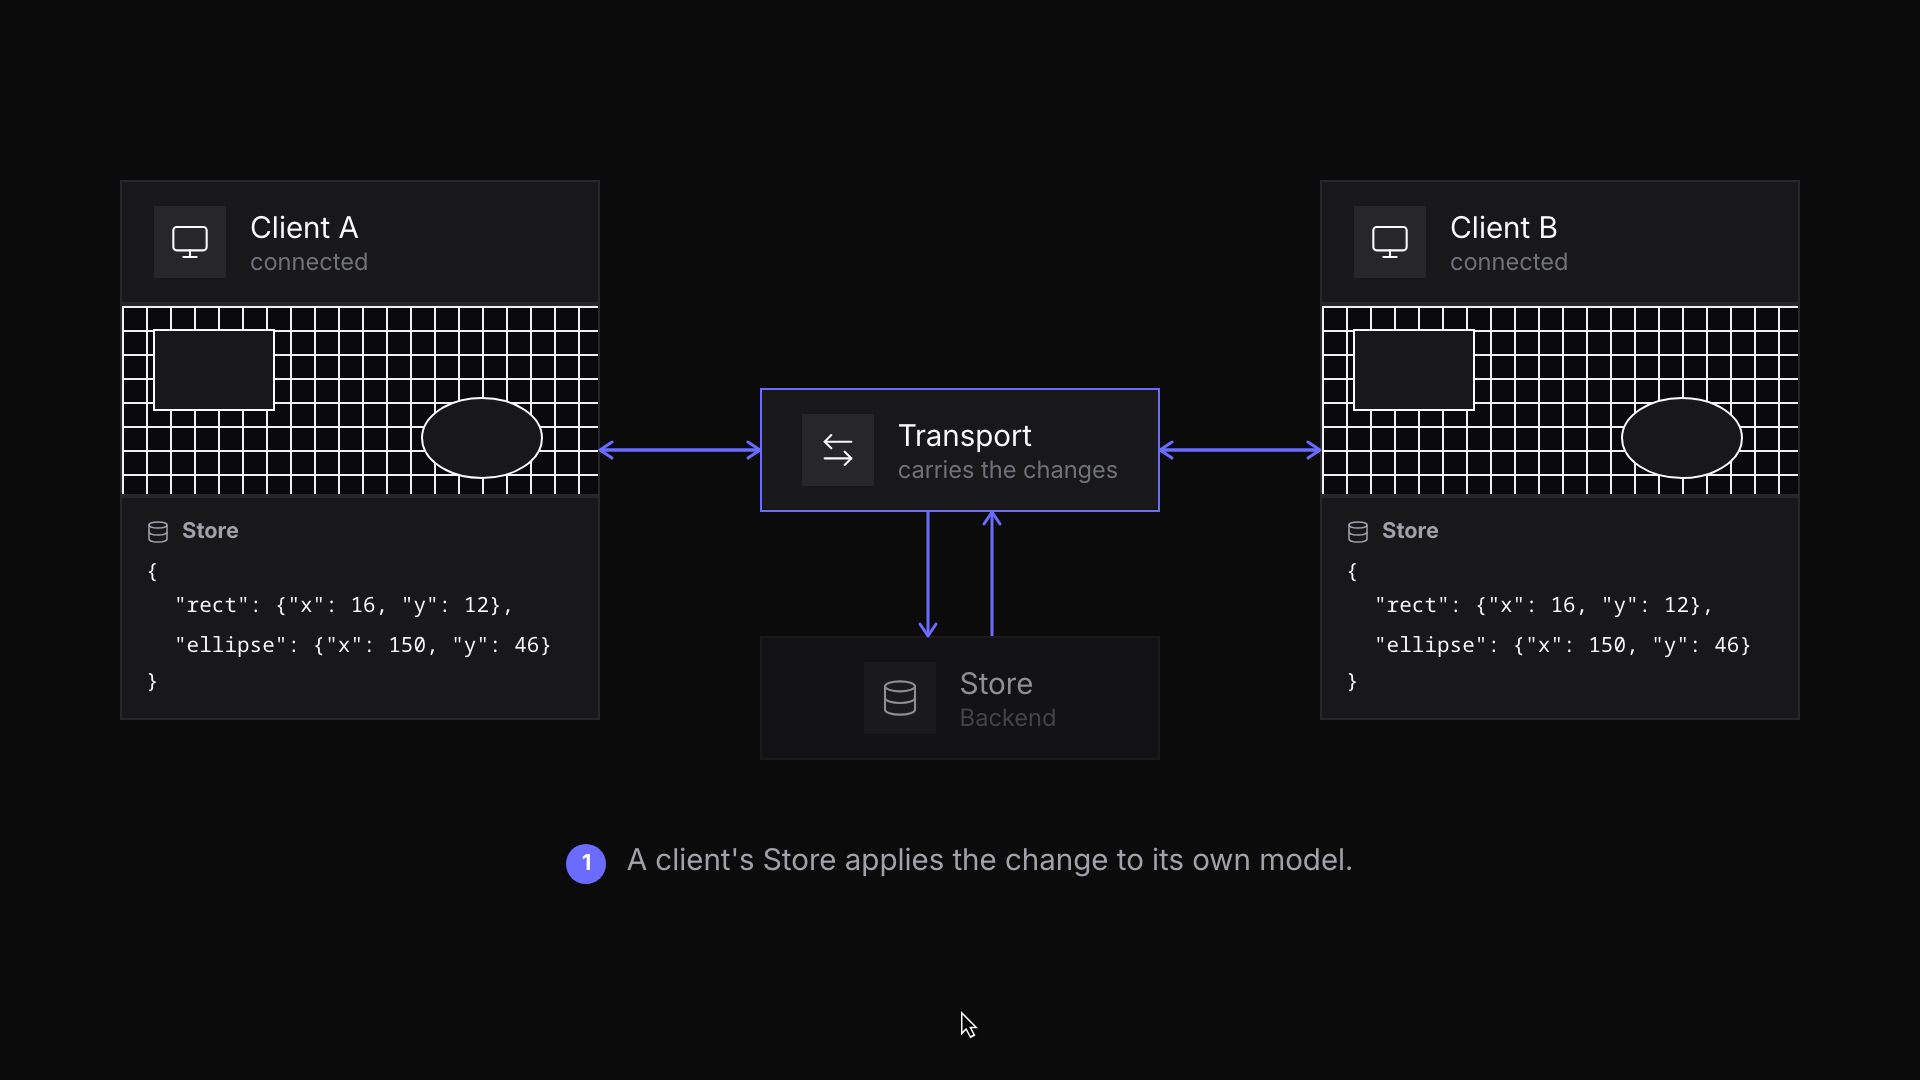 Client A
connected
Store
{
"rect": {"x": 16, "y": 12},
"ellipse": {"x": 150, "y": 46}
}
Transport
carries the changes
Store
Backend
Client B
connected
Store
{
"rect": {"x": 16, "y": 12},
"ellipse": {"x": 150, "y": 46}
}
1 A client's Store applies the change to its own model.